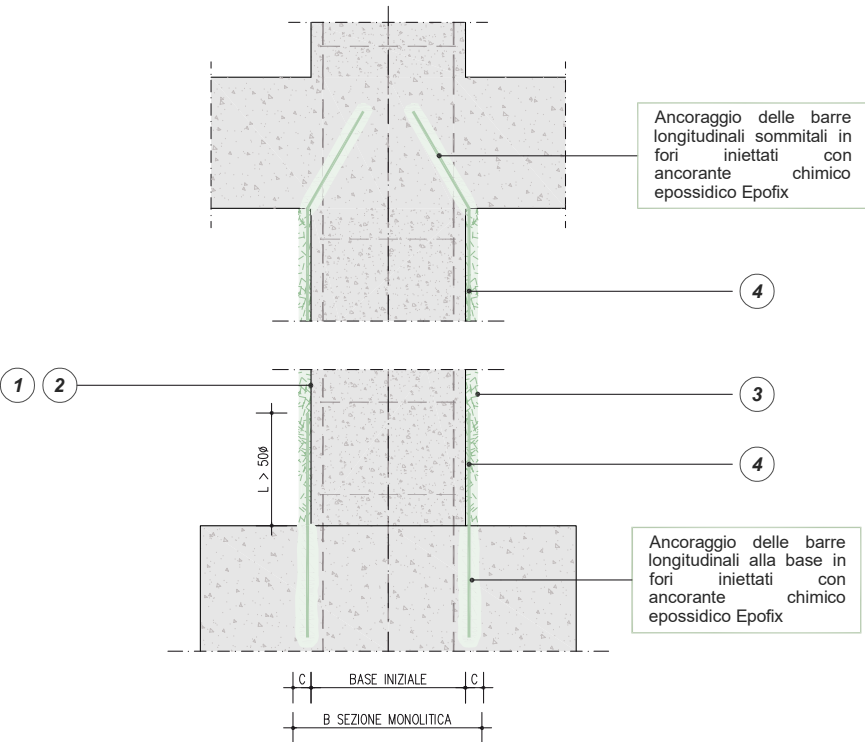 Ancoraggio delle barre
longitudinali sommitali in
fori iniettati con
ancorante chimico
epossidico Epofix
4
1 2
3
L > 50ø
4
Ancoraggio delle barre
longitudinali alla base in
fori iniettati con
ancorante chimico
epossidico Epofix
C BASE INIZIALE C
B SEZIONE MONOLITICA